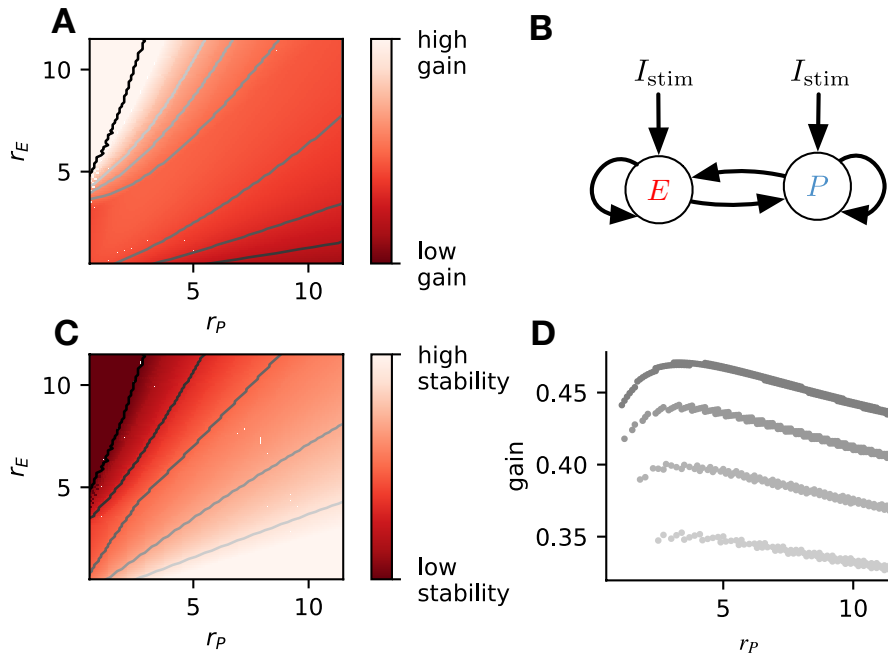 A
10
5
r_E
5
10
r_P
high
gain
low
gain
B
I_stim
I_stim
E
P
C
10
5
r_E
5
10
r_P
high
stability
low
stability
D
0.45
0.40
0.35
gain
5
10
r_P